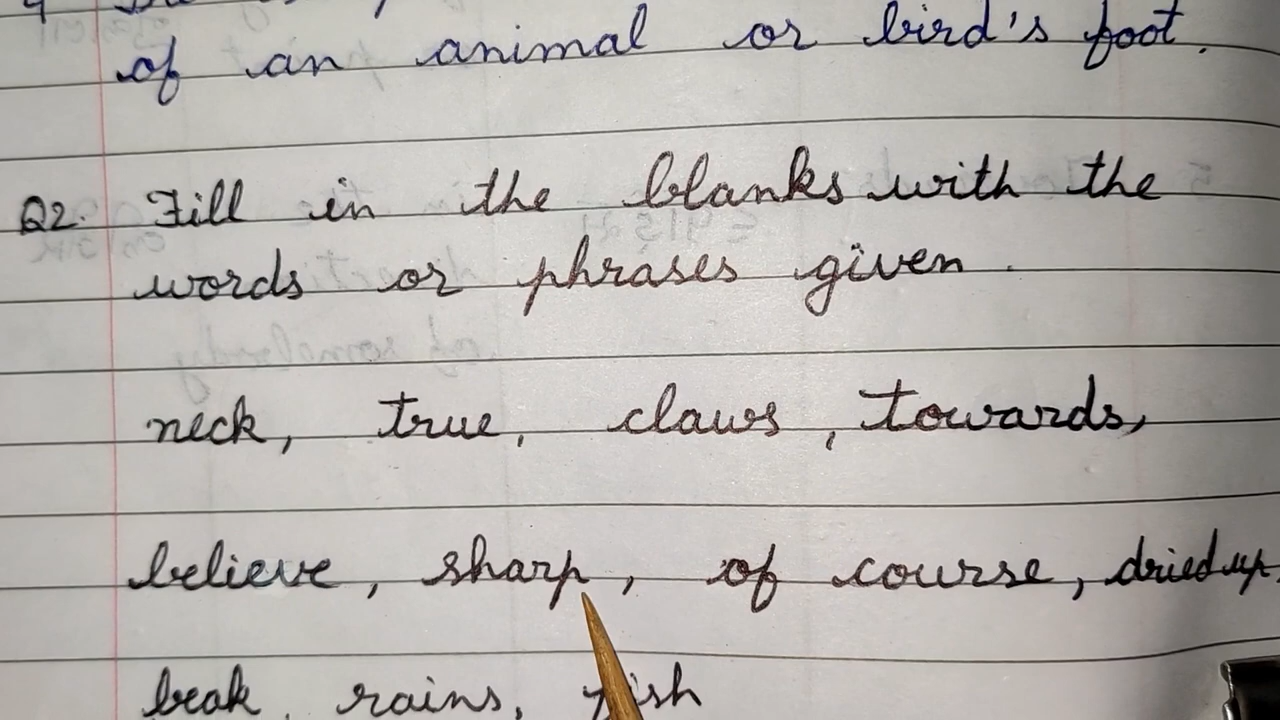 of an animal or bird's foot.
Q2. Fill in the blanks with the
words or phrases given.
neck, true, claws, towards,
believe, sharp, of course, dried up,
beak, rains, fish